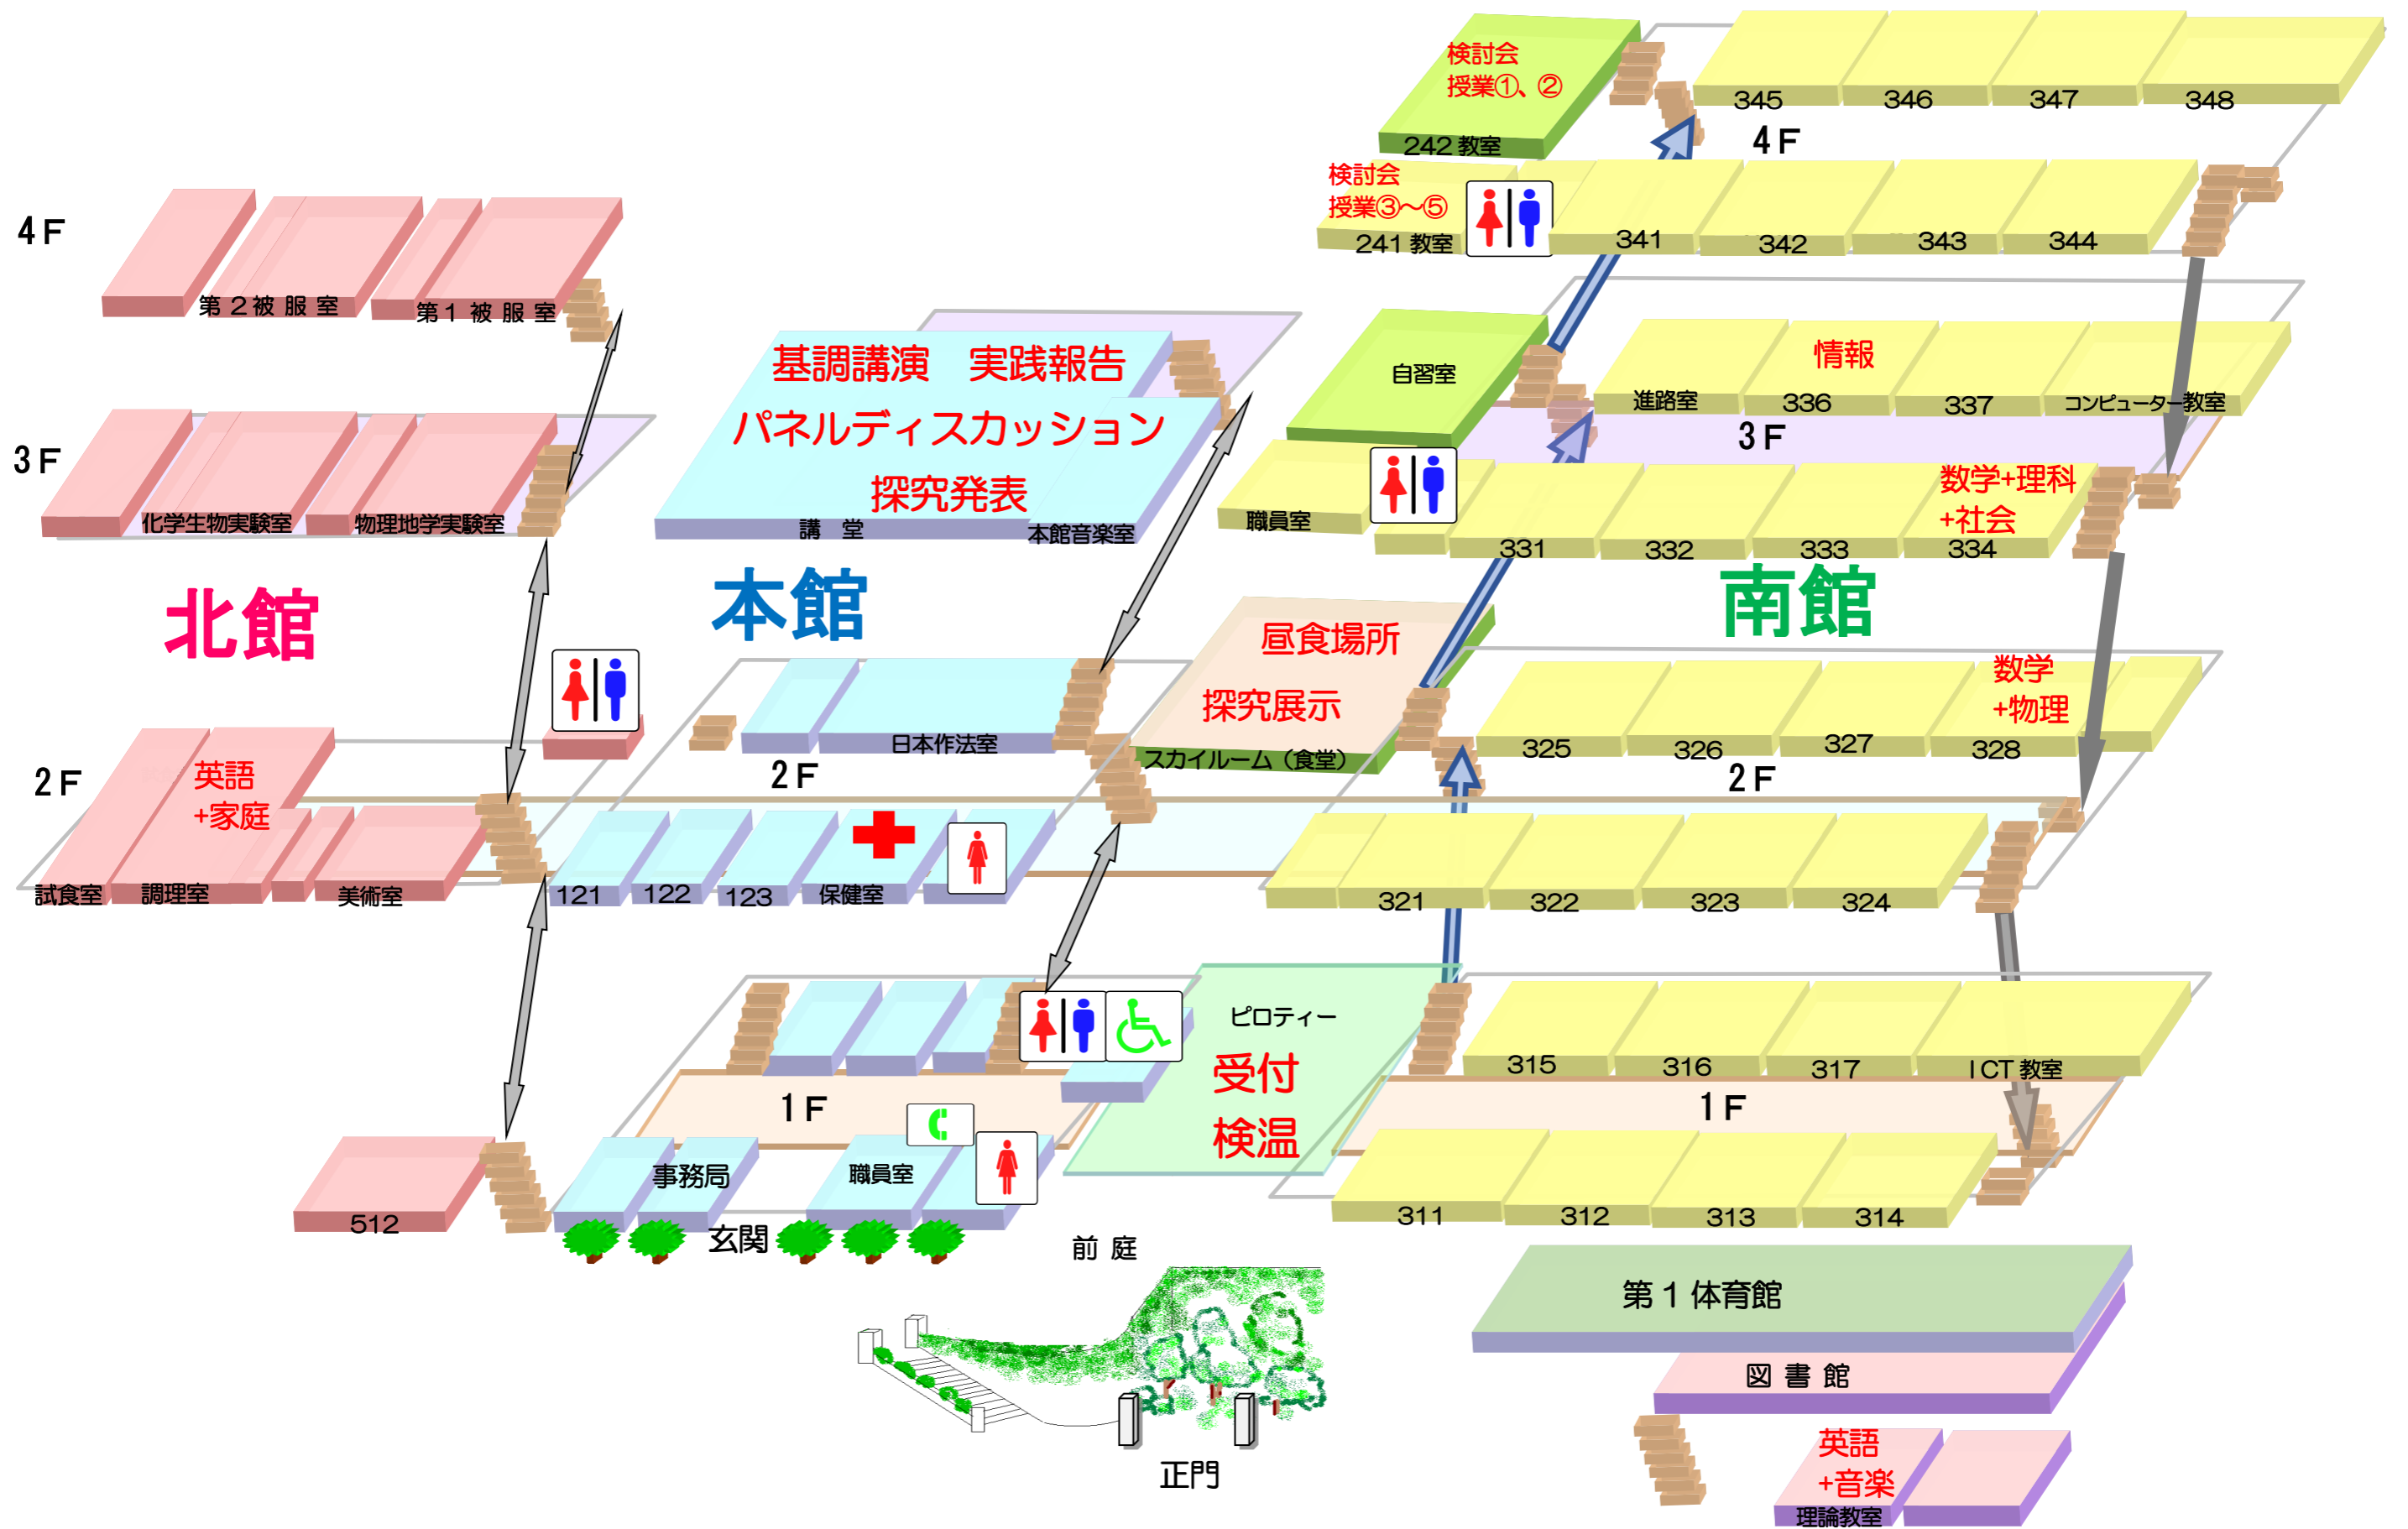 検討会
授業①、②
242教室
345
346
347
348
4F
検討会
授業③～⑤
241教室
341
342
343
344
4F
第2被服室
第1被服室
基調講演　実践報告
パネルディスカッション
探究発表
講　堂
本館音楽室
自習室
進路室
情報
336
337
コンピューター教室
3F
職員室
331
332
333
数学+理科
+社会
334
3F
化学生物実験室
物理地学実験室
北館
本館
南館
昼食場所
探究展示
スカイルーム（食堂）
325
326
327
数学
+物理
328
2F
日本作法室
2F
2F
英語
+家庭
試食室
調理室
美術室
121
122
123
保健室
321
322
323
324
ピロティー
受付
検温
315
316
317
ICT教室
1F
1F
311
312
313
314
事務局
職員室
512
玄関
前庭
正門
第1体育館
図書館
英語
+音楽
理論教室